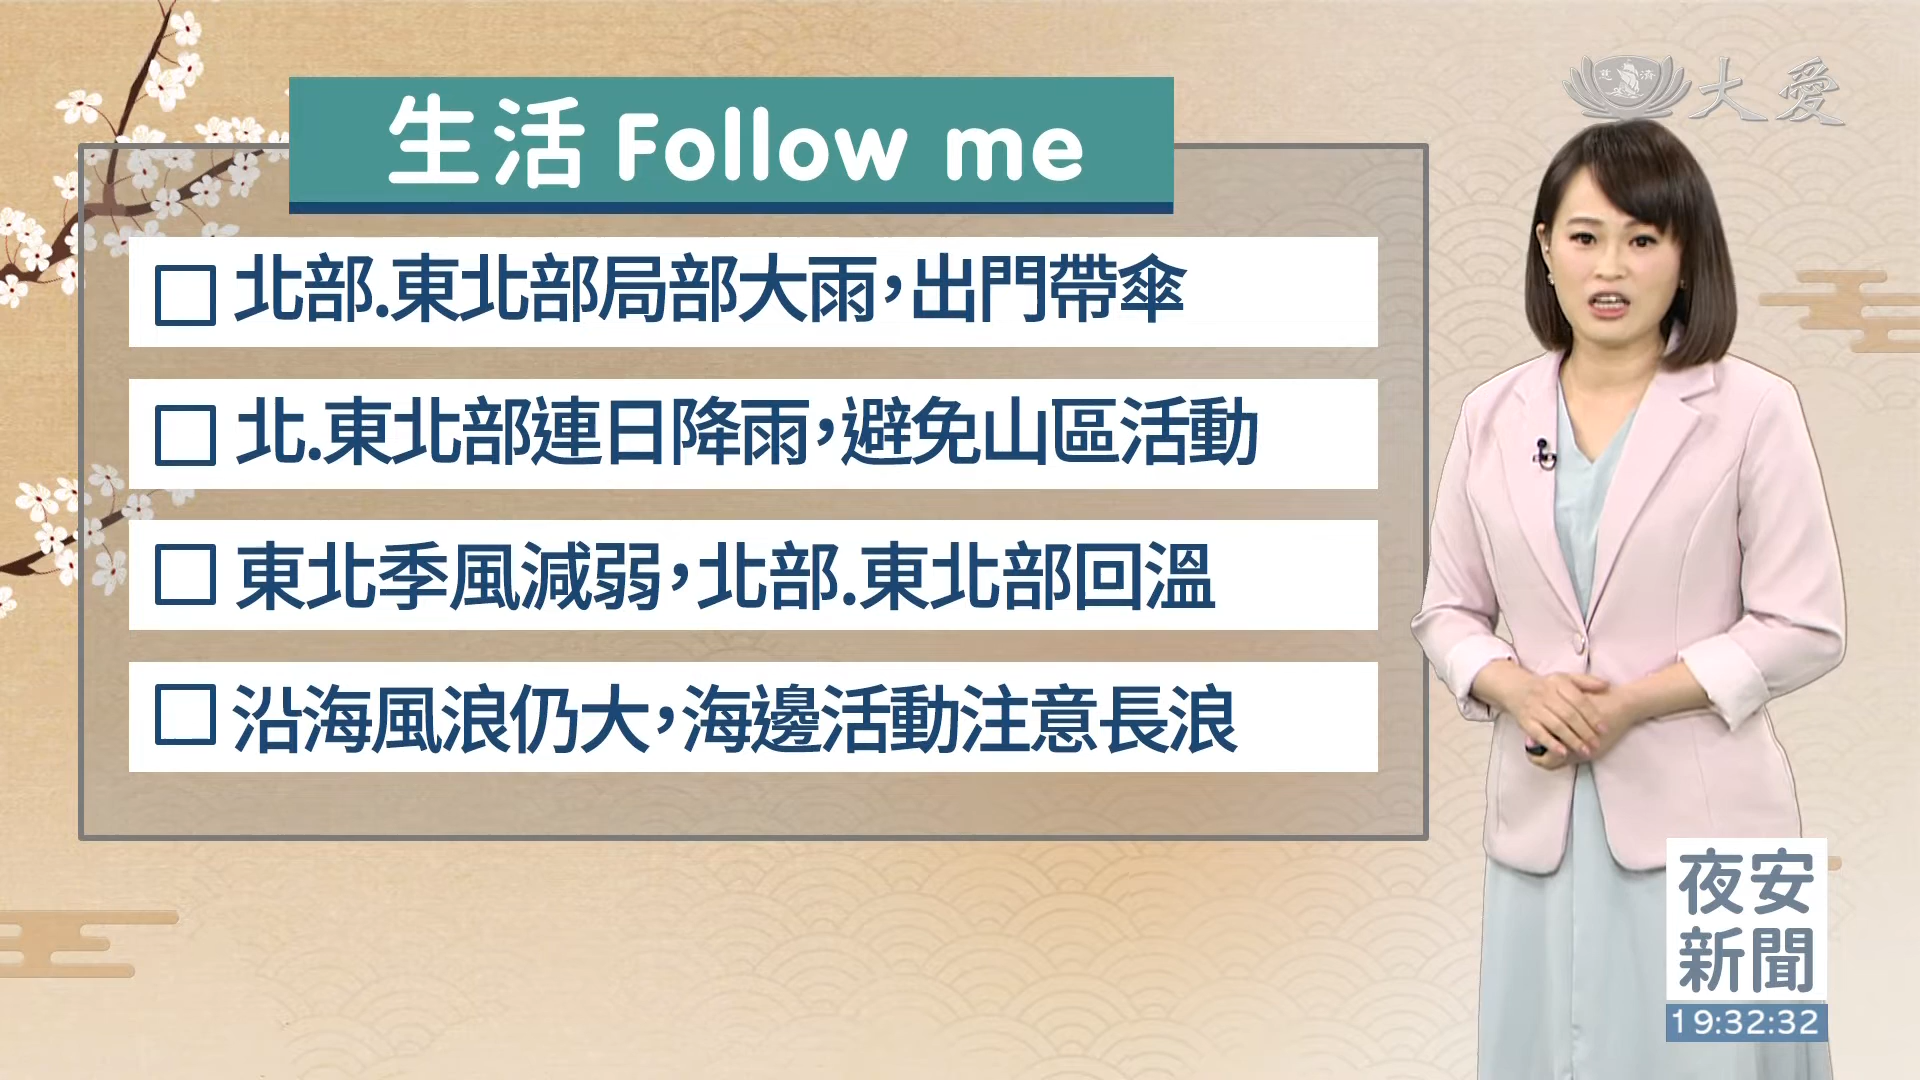 慈濟
大愛
生活 Follow me
北部.東北部局部大雨，出門帶傘
北.東北部連日降雨，避免山區活動
東北季風減弱，北部.東北部回溫
沿海風浪仍大，海邊活動注意長浪
夜安
新聞
19:32:32